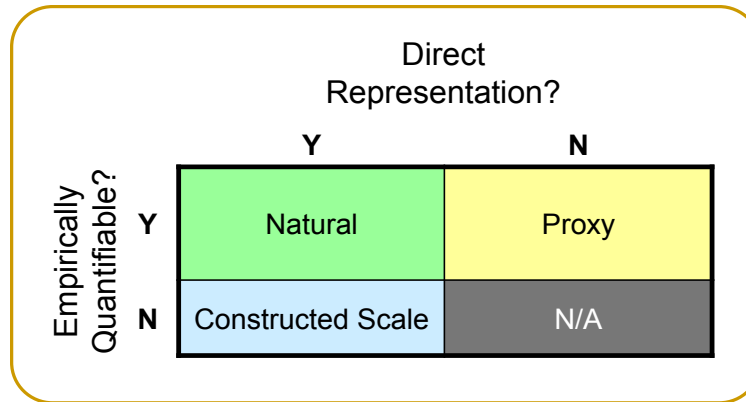 Direct
Representation?
Y N
Empirically
Quantifiable?
Y Natural Proxy
N Constructed Scale N/A